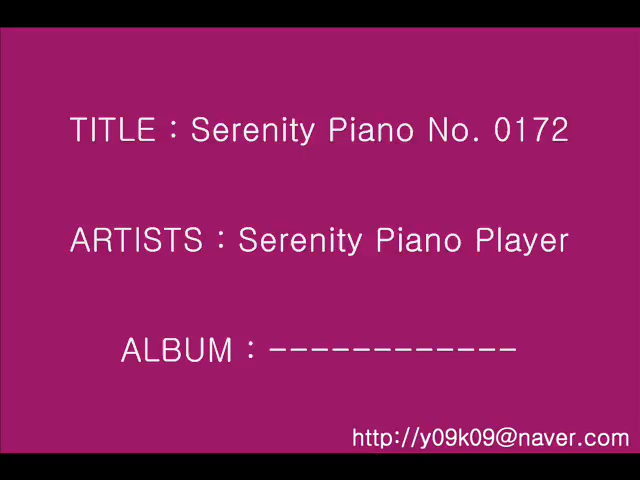 TITLE : Serenity Piano No. 0172
ARTISTS : Serenity Piano Player
ALBUM : ------------
http://y09k09@naver.com